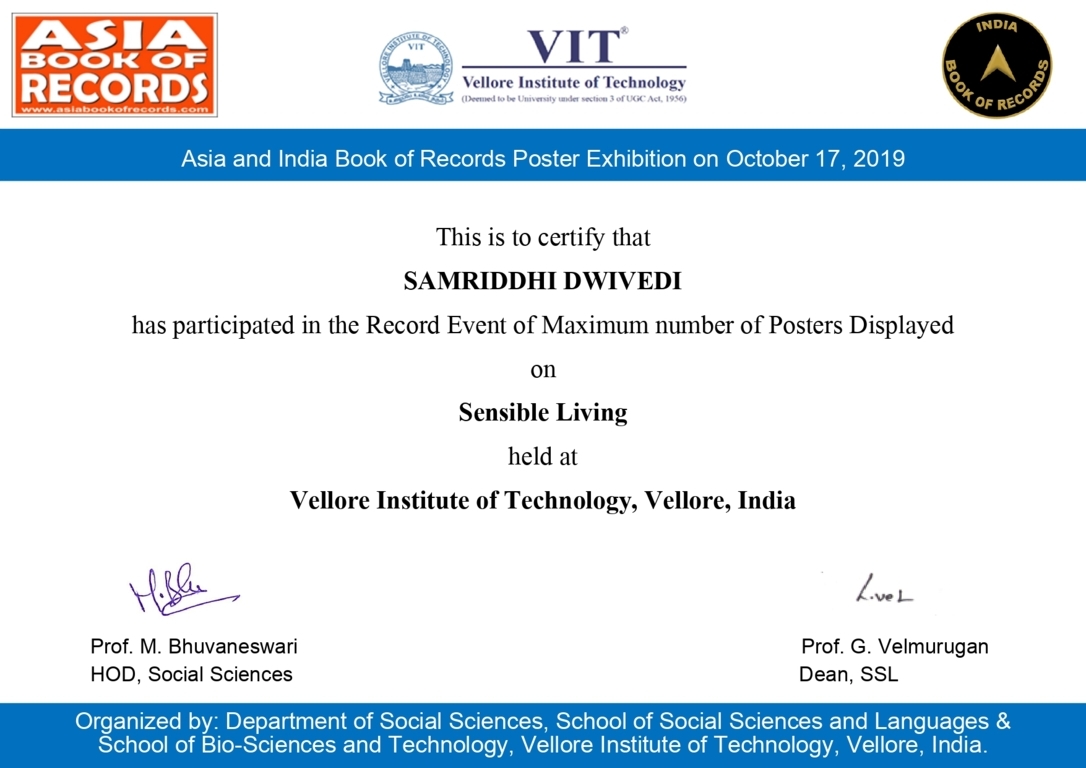 ASIA
BOOK OF
RECORDS
www.asiabookofrecords.com
VELLORE INSTITUTE OF TECHNOLOGY
VIT
VIT®
Vellore Institute of Technology
(Deemed to be University under section 3 of UGC Act, 1956)
INDIA
BOOK OF RECORDS
Asia and India Book of Records Poster Exhibition on October 17, 2019
This is to certify that
SAMRIDDHI DWIVEDI
has participated in the Record Event of Maximum number of Posters Displayed
on
Sensible Living
held at
Vellore Institute of Technology, Vellore, India
Prof. M. Bhuvaneswari
HOD, Social Sciences
Prof. G. Velmurugan
Dean, SSL
Organized by: Department of Social Sciences, School of Social Sciences and Languages &
School of Bio-Sciences and Technology, Vellore Institute of Technology, Vellore, India.